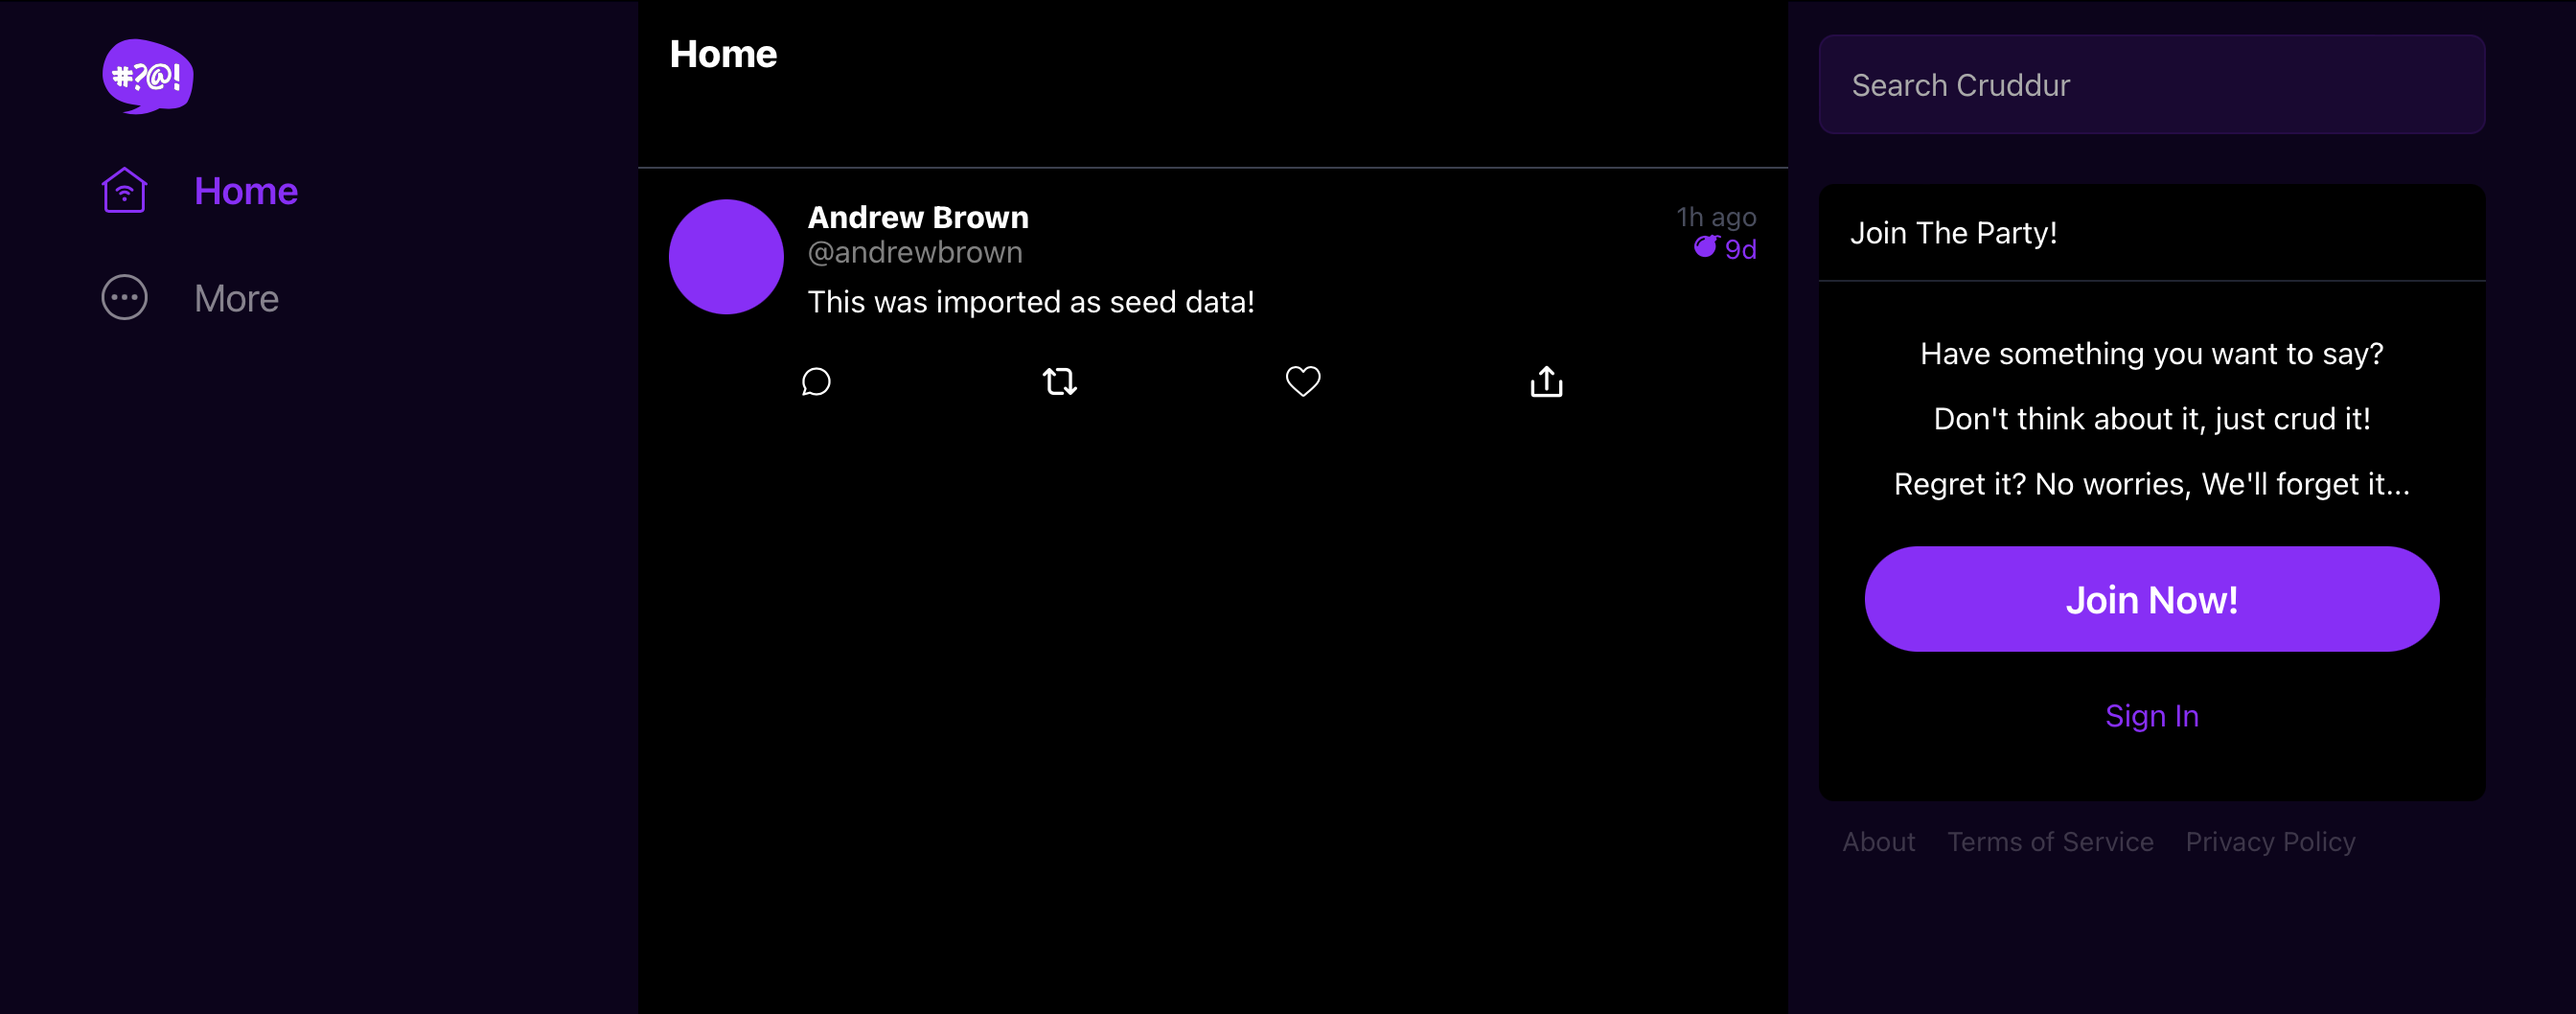 #?@!
Home
More
Home
Andrew Brown
@andrewbrown
1h ago
9d
This was imported as seed data!
Search Cruddur
Join The Party!
Have something you want to say?
Don't think about it, just crud it!
Regret it? No worries, We'll forget it...
Join Now!
Sign In
About Terms of Service Privacy Policy